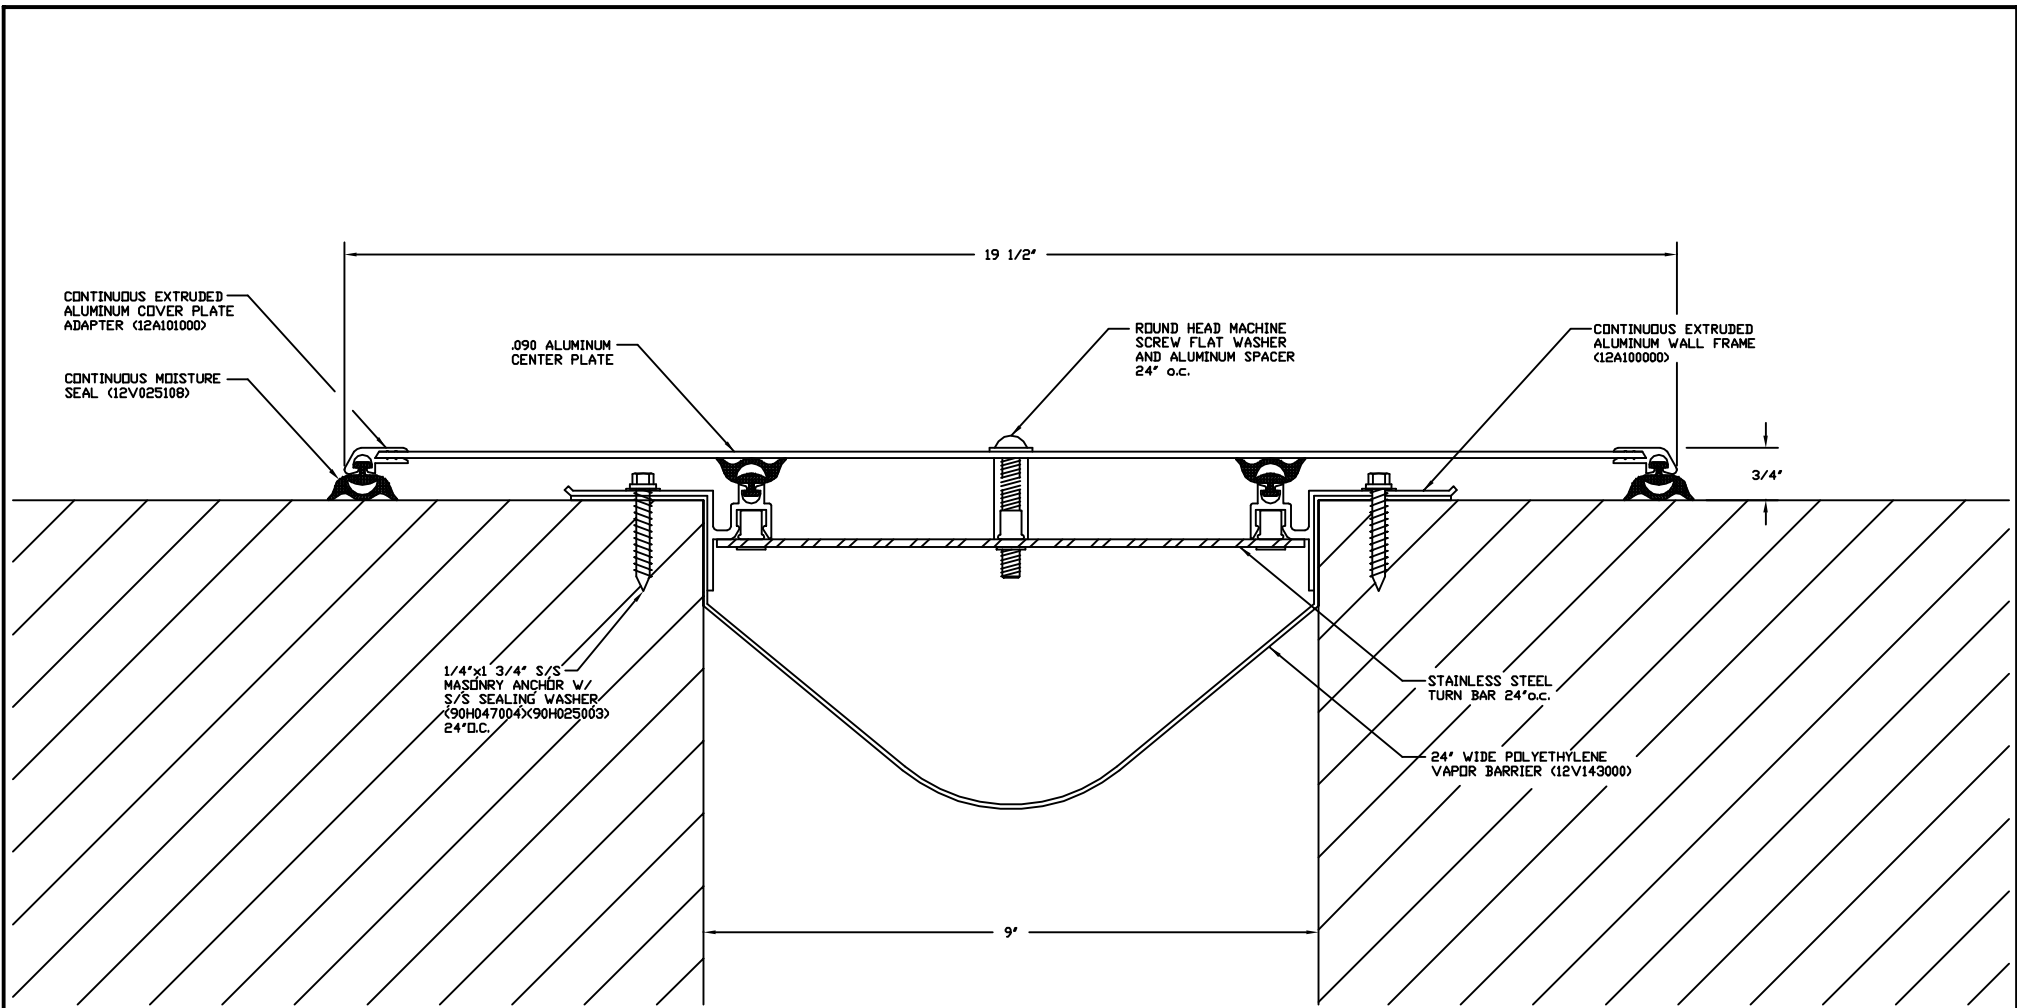 19 1/2"
CONTINUOUS EXTRUDED
ALUMINUM COVER PLATE
ADAPTER (12A101000)
CONTINUOUS MOISTURE
SEAL (12V025108)
.090 ALUMINUM
CENTER PLATE
ROUND HEAD MACHINE
SCREW FLAT WASHER
AND ALUMINUM SPACER
24" o.c.
CONTINUOUS EXTRUDED
ALUMINUM WALL FRAME
(12A100000)
3/4"
1/4"x1 3/4" S/S
MASONRY ANCHOR W/
S/S SEALING WASHER
(90H047004)(90H025003)
24"O.C.
STAINLESS STEEL
TURN BAR 24"o.c.
24" WIDE POLYETHYLENE
VAPOR BARRIER (12V143000)
9"